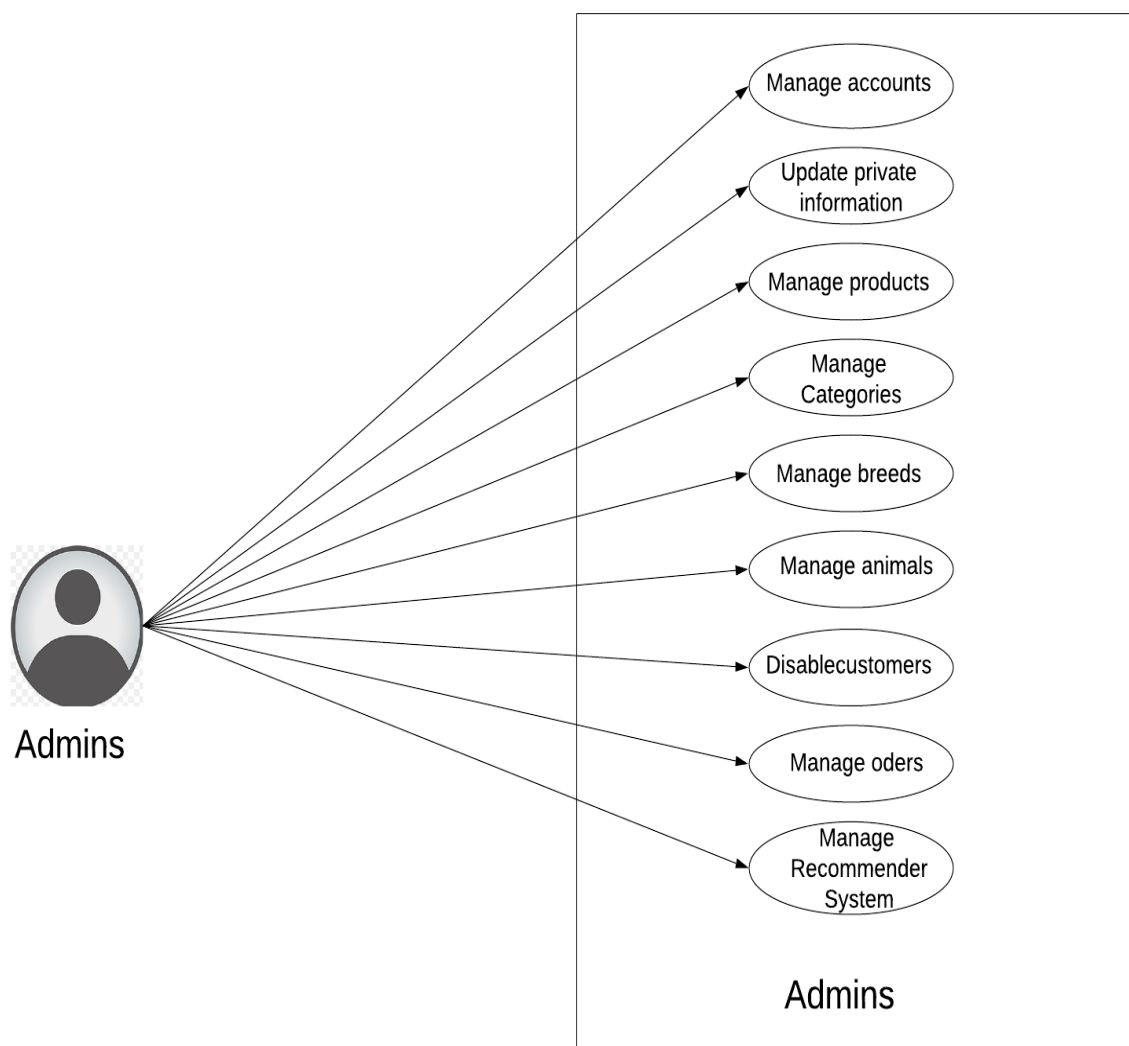 Manage accounts
Update private
information
Manage products
Manage
Categories
Manage breeds
Manage animals
Disablecustomers
Manage oders
Manage
Recommender
System
Admins
Admins